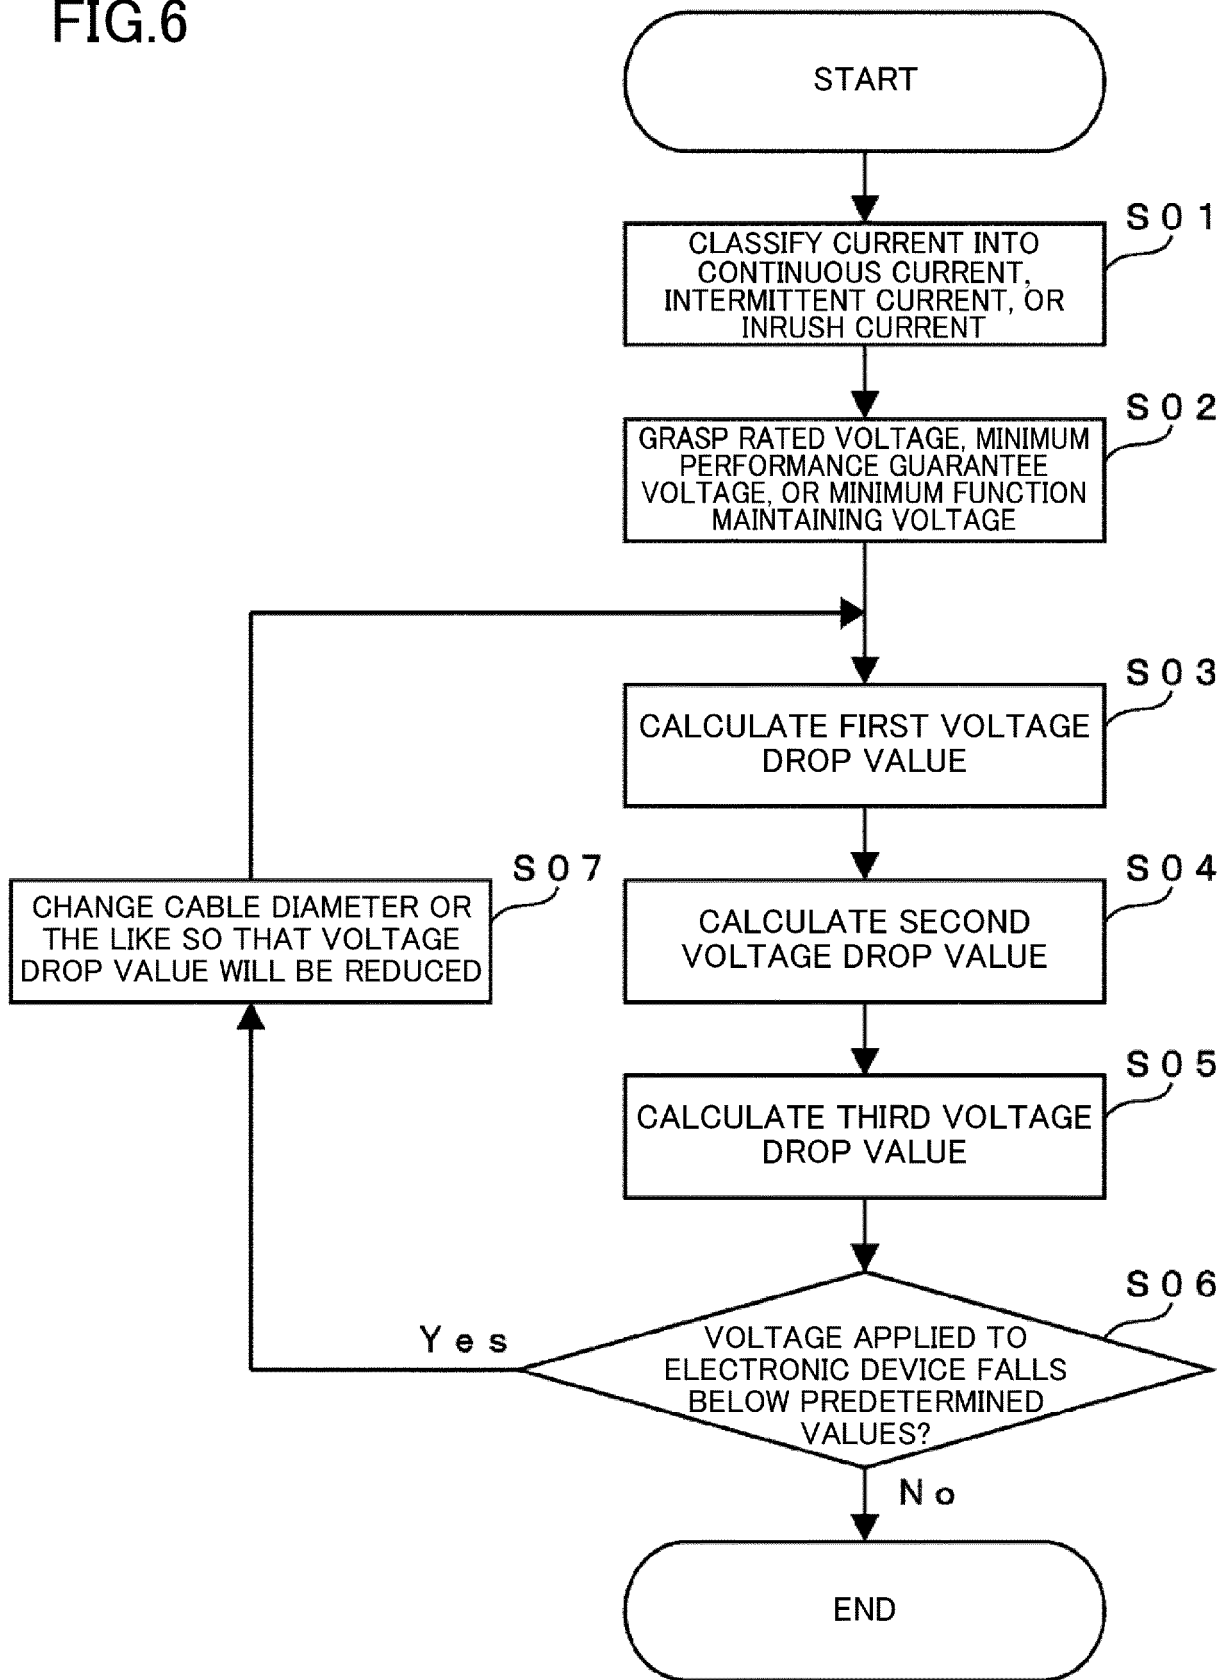 FIG.6
START
S01
CLASSIFY CURRENT INTO
CONTINUOUS CURRENT,
INTERMITTENT CURRENT, OR
INRUSH CURRENT
S02
GRASP RATED VOLTAGE, MINIMUM
PERFORMANCE GUARANTEE
VOLTAGE, OR MINIMUM FUNCTION
MAINTAINING VOLTAGE
S03
CALCULATE FIRST VOLTAGE
DROP VALUE
S07
CHANGE CABLE DIAMETER OR
THE LIKE SO THAT VOLTAGE
DROP VALUE WILL BE REDUCED
S04
CALCULATE SECOND
VOLTAGE DROP VALUE
S05
CALCULATE THIRD VOLTAGE
DROP VALUE
S06
VOLTAGE APPLIED TO
ELECTRONIC DEVICE FALLS
BELOW PREDETERMINED
VALUES?
Yes
No
END